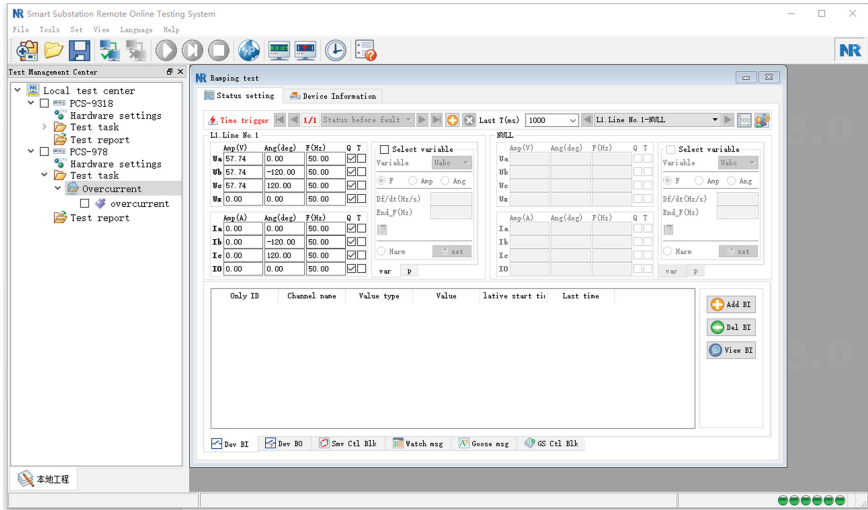 NR Smart Substation Remote Online Testing System
File Tools Set View Language Help
NR
Test Management Center
Local test center
PCS-9318
Hardware settings
Test task
Test report
PCS-978
Hardware settings
Test task
Overcurrent
overcurrent
Test report
本地工程
NR Ramping test
Status setting Device Information
Time trigger 1/1 Status before fault Last T(ms) 1000 L1.Line No.1-NULL
L1.Line No.1
Amp(V) Ang(deg) F(Hz) Q T
Ua 57.74 0.00 50.00
Ub 57.74 -120.00 50.00
Uc 57.74 120.00 50.00
Ux 0.00 0.00 50.00
Amp(A) Ang(deg) F(Hz) Q T
Ia 0.00 0.00 50.00
Ib 0.00 -120.00 50.00
Ic 0.00 120.00 50.00
I0 0.00 0.00 50.00
Select variable
Variable Uabc
F Amp Ang
Df/dt(Hz/s)
End_F(Hz)
Harm set
var p
NULL
Amp(V) Ang(deg) F(Hz) Q T
Ua
Ub
Uc
Ux
Amp(A) Ang(deg) F(Hz) Q T
Ia
Ib
Ic
I0
Select variable
Variable Uabc
F Amp Ang
Df/dt(Hz/s)
End_F(Hz)
Harm set
var p
Only ID Channel name Value type Value lative start ti Last time
Add BI
Del BI
View BI
Dev BI Dev BO Smv Ctl Blk Watch msg Goose msg GS Ctl Blk